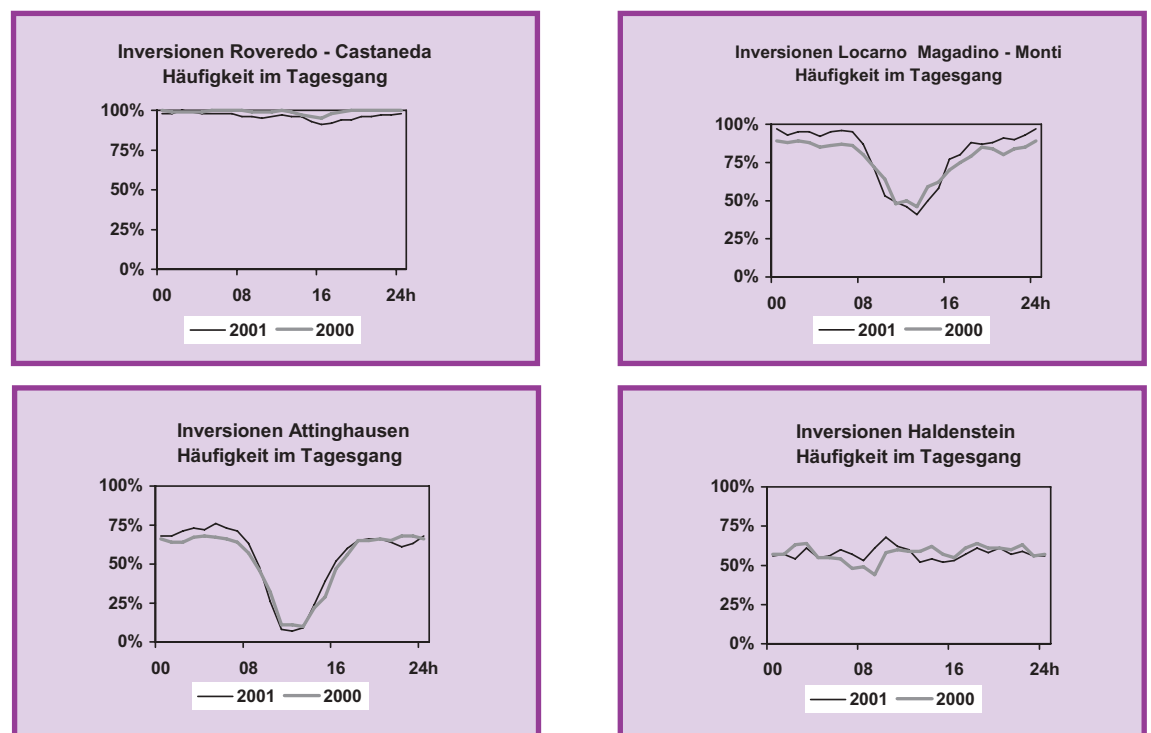 Inversionen Roveredo - Castaneda
Häufigkeit im Tagesgang
100%
75%
50%
25%
0%
00 08 16 24h
2001 2000
Inversionen Locarno Magadino - Monti
Häufigkeit im Tagesgang
100%
75%
50%
25%
0%
00 08 16 24h
2001 2000
Inversionen Attinghausen
Häufigkeit im Tagesgang
100%
75%
50%
25%
0%
00 08 16 24h
2001 2000
Inversionen Haldenstein
Häufigkeit im Tagesgang
100%
75%
50%
25%
0%
00 08 16 24h
2001 2000